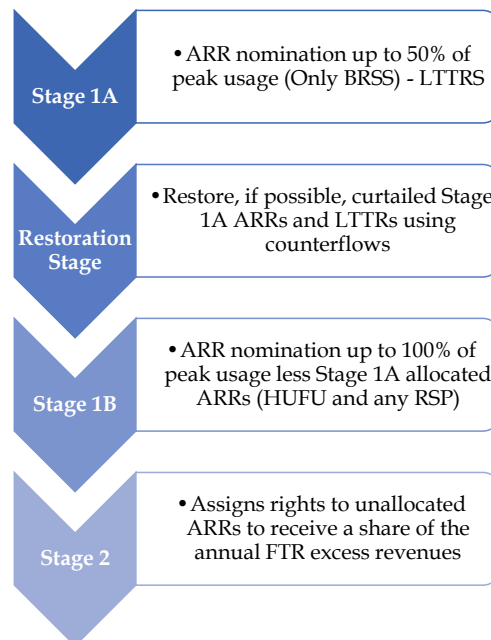 Stage 1A
• ARR nomination up to 50% of
peak usage (Only BRSS) - LTTRS
Restoration
Stage
• Restore, if possible, curtailed Stage
1A ARRs and LTTRs using
counterflows
Stage 1B
• ARR nomination up to 100% of
peak usage less Stage 1A allocated
ARRs (HUFU and any RSP)
Stage 2
• Assigns rights to unallocated
ARRs to receive a share of the
annual FTR excess revenues